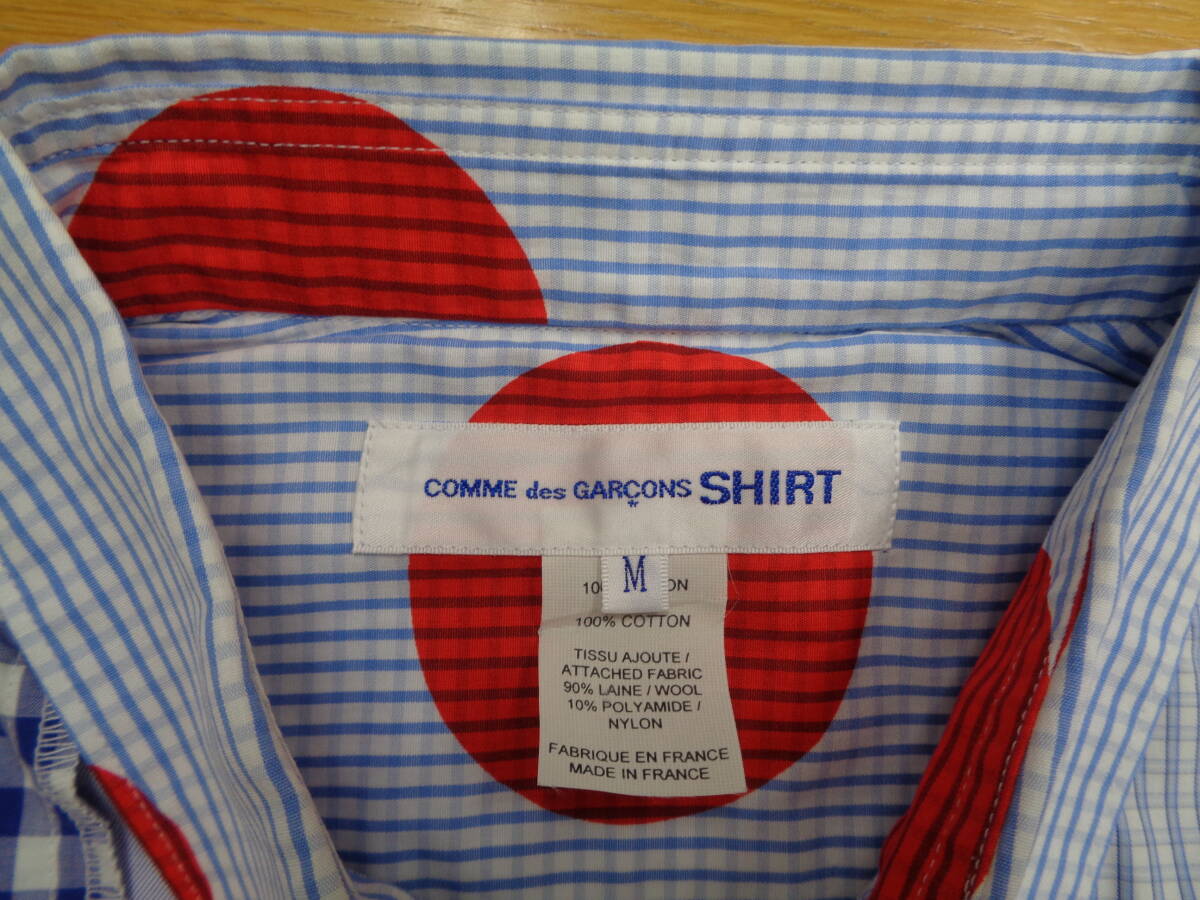 COMME des GARÇONS SHIRT
M
100% COTTON
TISSU AJOUTE /
ATTACHED FABRIC
90% LAINE / WOOL
10% POLYAMIDE /
NYLON
FABRIQUE EN FRANCE
MADE IN FRANCE